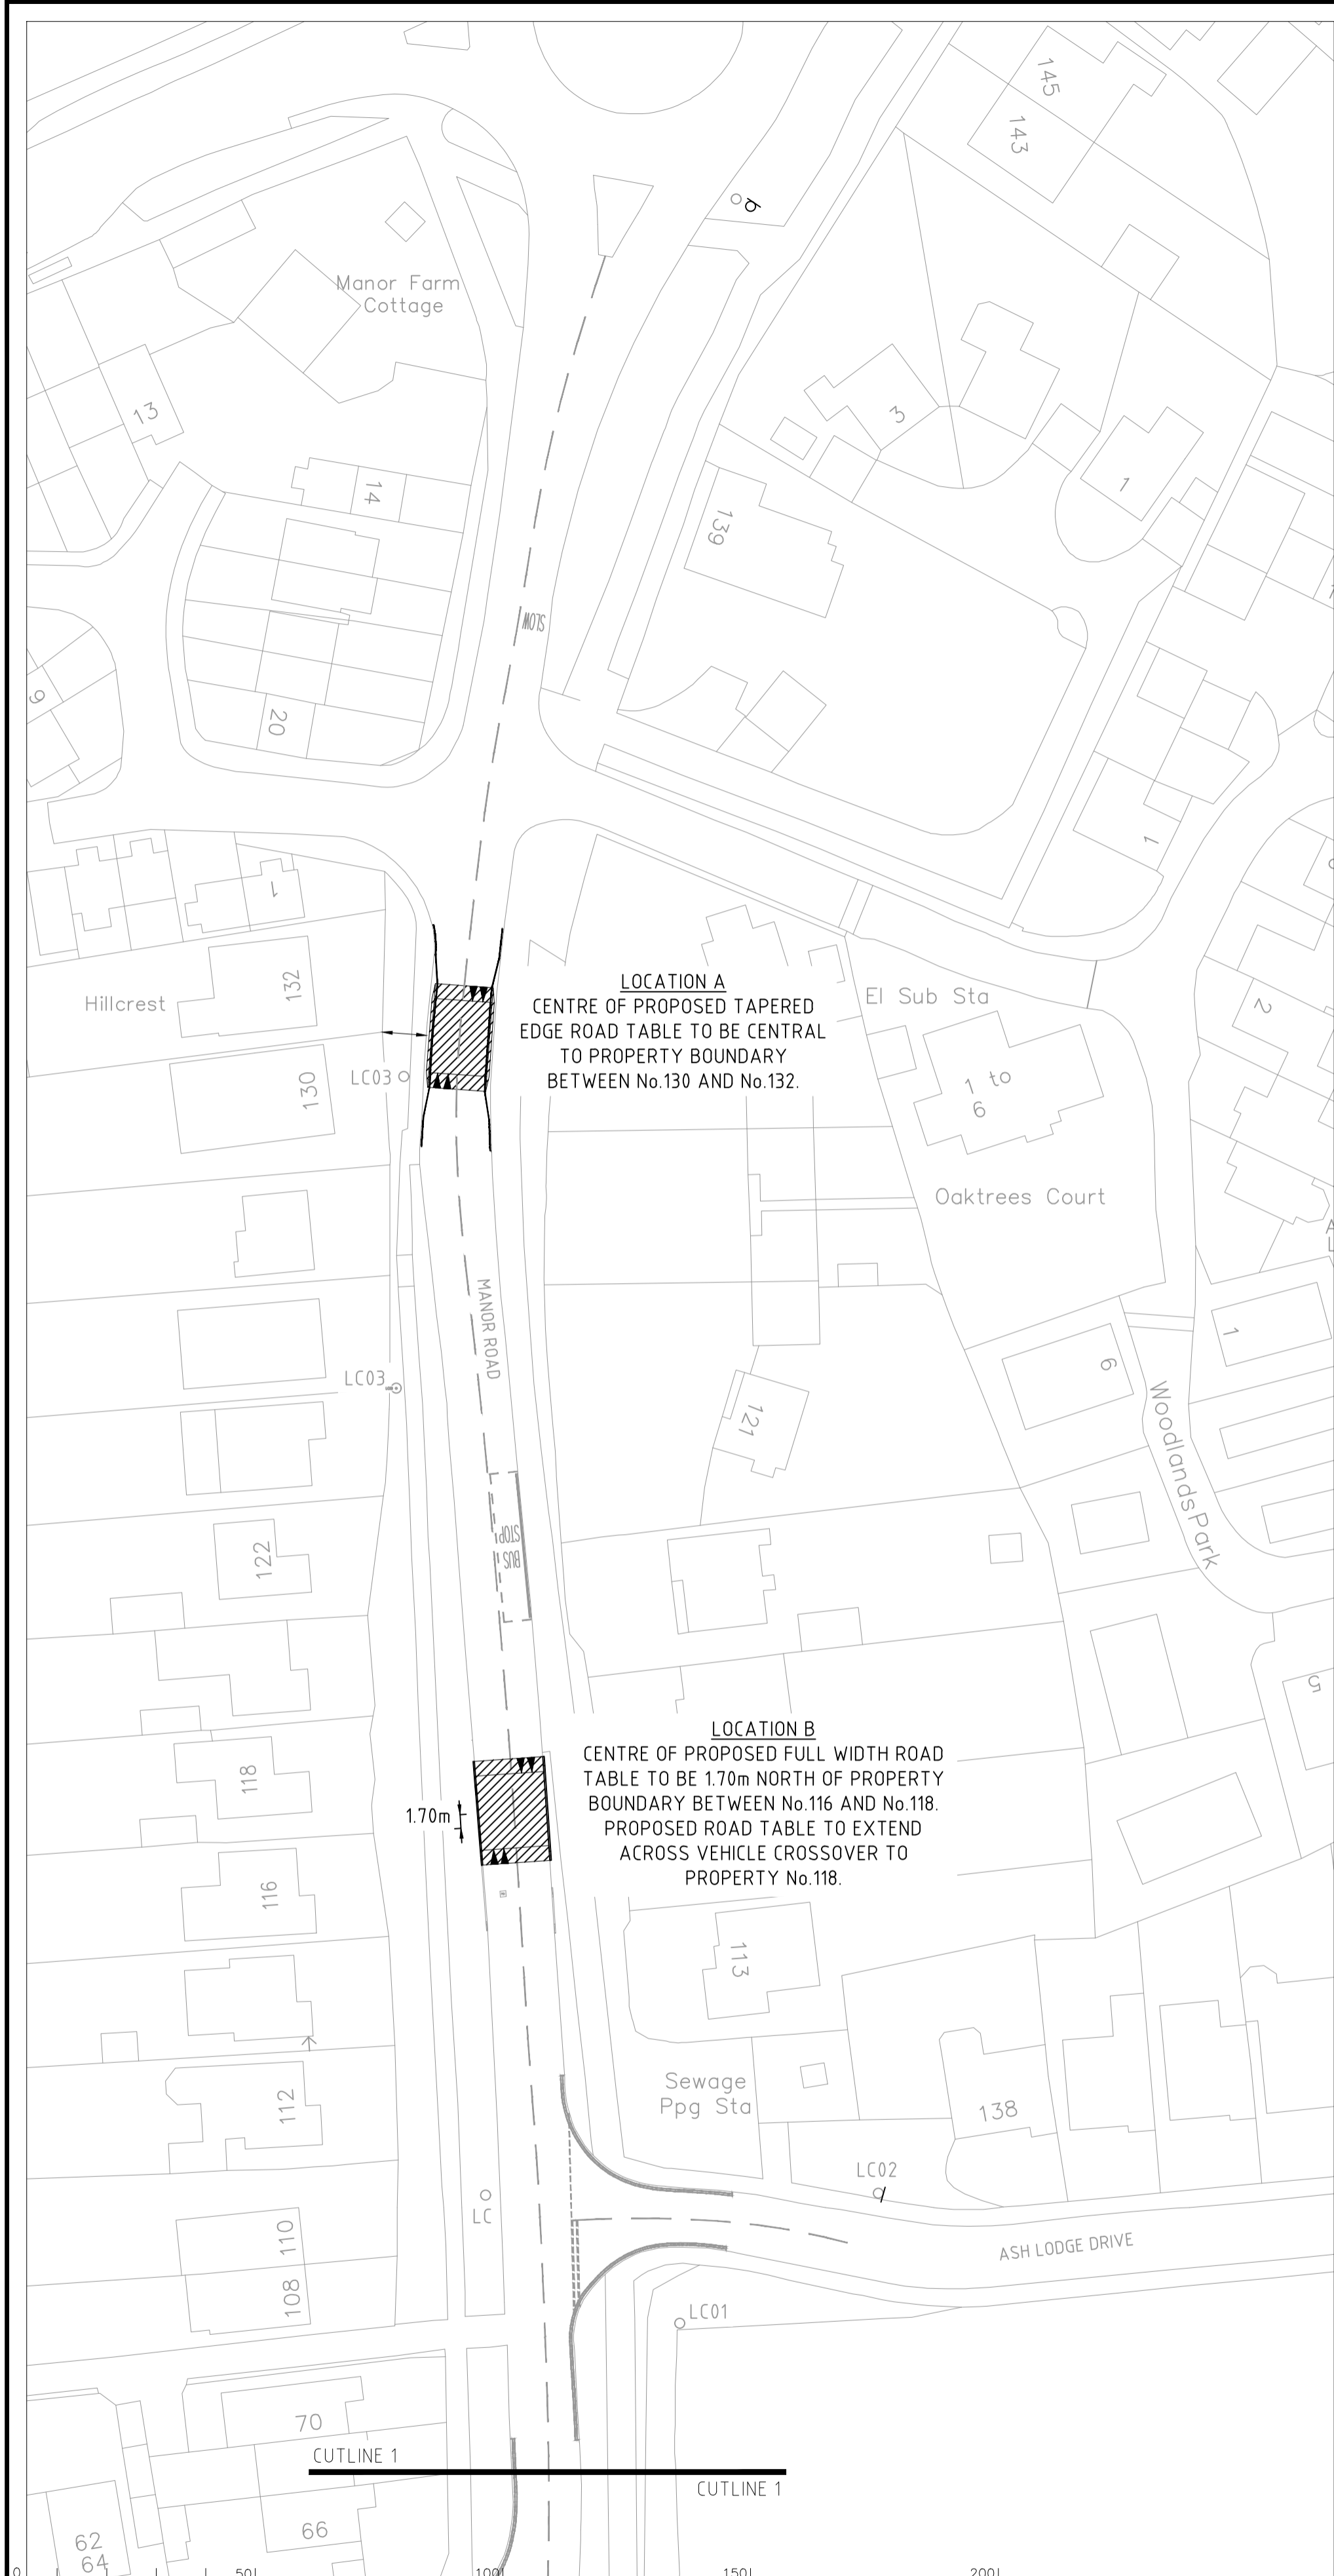 145
143
Manor Farm
Cottage
13
3
14
1
139
SLOW
9
20
1
1
132
Hillcrest
LOCATION A
CENTRE OF PROPOSED TAPERED
EDGE ROAD TABLE TO BE CENTRAL
TO PROPERTY BOUNDARY
BETWEEN No.130 AND No.132.
El Sub Sta
2
LC03
130
1 to
6
Oaktrees Court
MANOR ROAD
1
6
LC03
121
Woodlands Park
BUS
STOP
122
5
LOCATION B
CENTRE OF PROPOSED FULL WIDTH ROAD
TABLE TO BE 1.70m NORTH OF PROPERTY
BOUNDARY BETWEEN No.116 AND No.118.
PROPOSED ROAD TABLE TO EXTEND
ACROSS VEHICLE CROSSOVER TO
PROPERTY No.118.
118
1.70m
116
113
Sewage
Ppg Sta
112
138
LC02
LC
110
ASH LODGE DRIVE
108
LC01
70
CUTLINE 1
CUTLINE 1
66
62
64
0
50
100
150
200